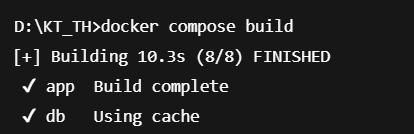 D:\KT_TH>docker compose build
[+] Building 10.3s (8/8) FINISHED
✔ app  Build complete
✔ db   Using cache